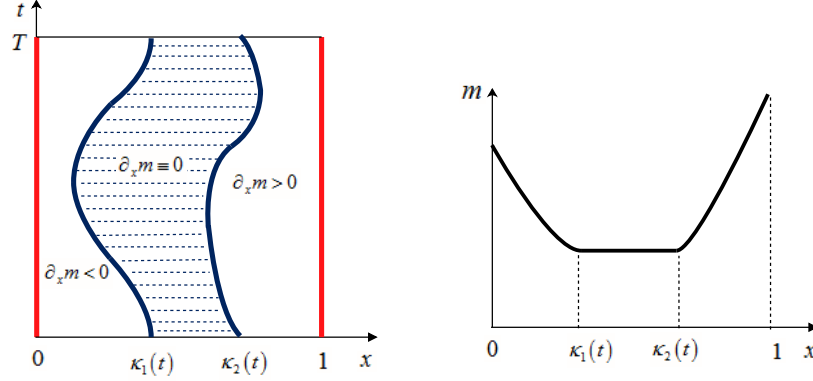 t
T
∂ₓm ≡ 0
∂ₓm > 0
∂ₓm < 0
0 κ₁(t) κ₂(t) 1 x
m
0 κ₁(t) κ₂(t) 1 x